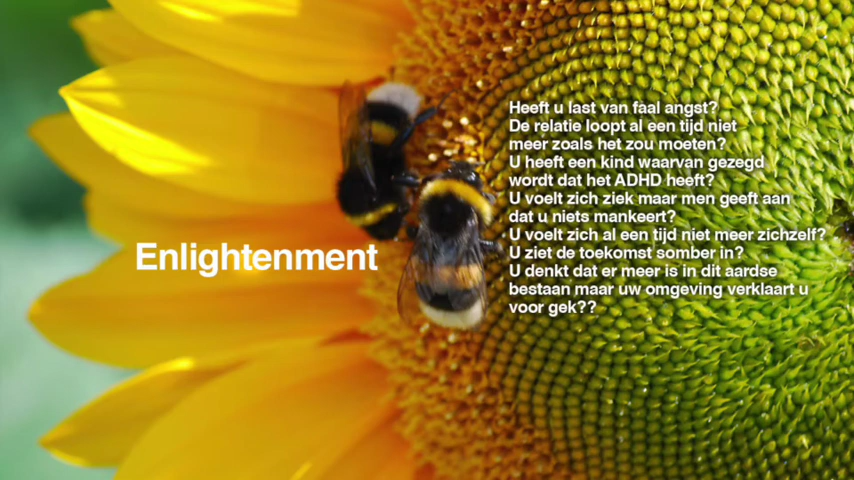 Enlightenment
Heeft u last van faal angst?
De relatie loopt al een tijd niet
meer zoals het zou moeten?
U heeft een kind waarvan gezegd
wordt dat het ADHD heeft?
U voelt zich ziek maar men geeft aan
dat u niets mankeert?
U voelt zich al een tijd niet meer zichzelf?
U ziet de toekomst somber in?
U denkt dat er meer is in dit aardse
bestaan maar uw omgeving verklaart u
voor gek??